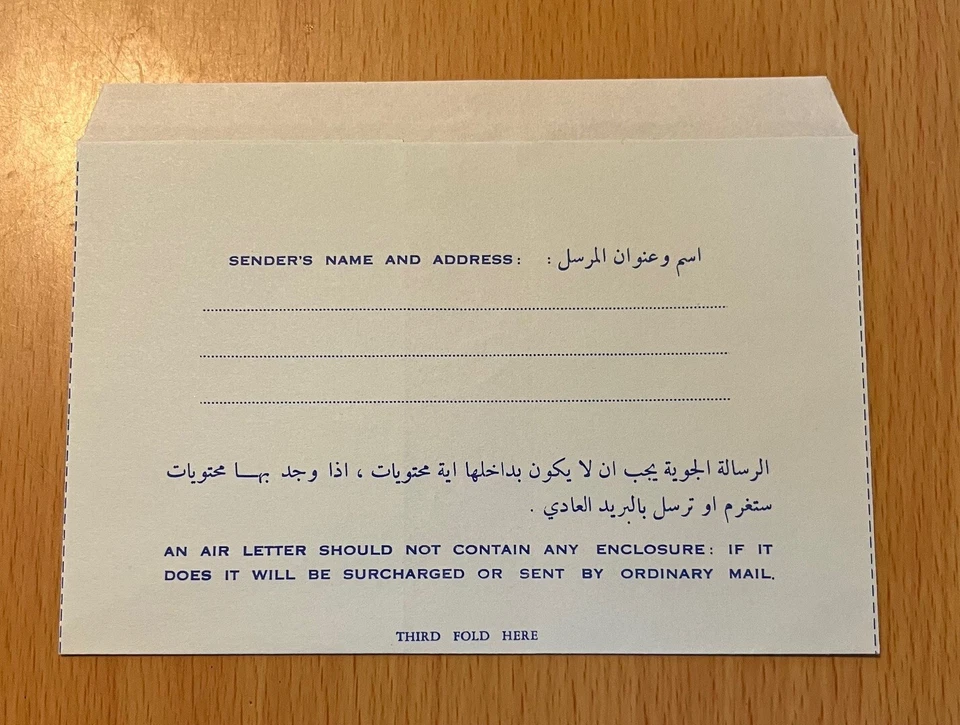 SENDER'S NAME AND ADDRESS: اسم وعنوان المرسل :
الرسالة الجوية يجب ان لا يكون بداخلها اية محتويات ، اذا وجد بهـا محتويات
ستغرم او ترسل بالبريد العادي .
AN AIR LETTER SHOULD NOT CONTAIN ANY ENCLOSURE: IF IT
DOES IT WILL BE SURCHARGED OR SENT BY ORDINARY MAIL.
THIRD FOLD HERE